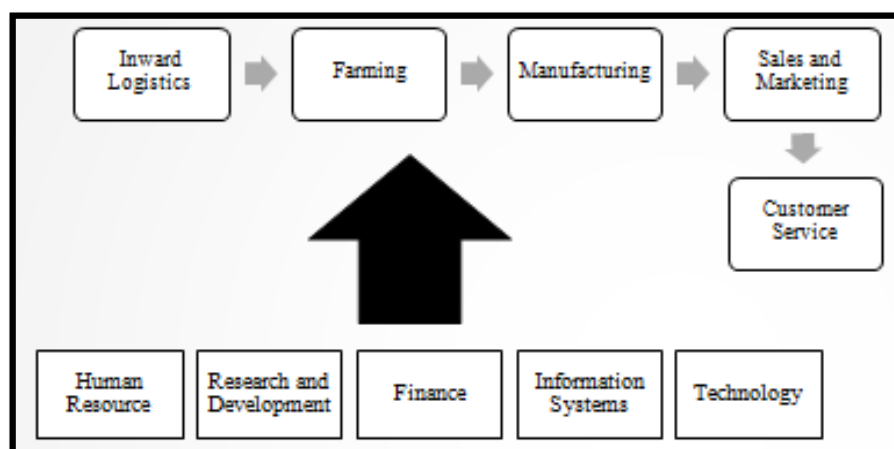 Inward
Logistics
Farming
Manufacturing
Sales and
Marketing
Customer
Service
Human
Resource
Research and
Development
Finance
Information
Systems
Technology